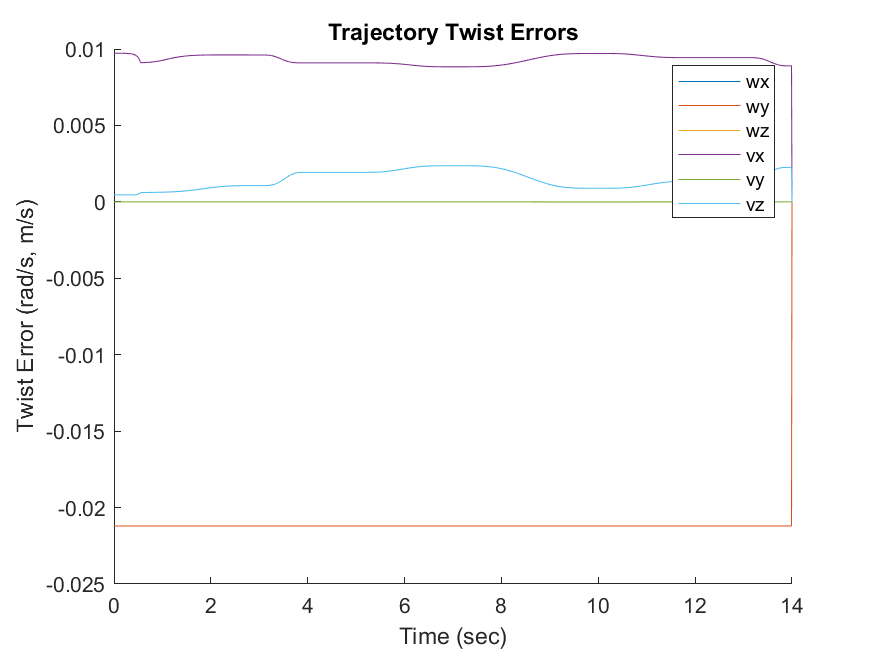 Trajectory Twist Errors
0.01
0.005
0
-0.005
-0.01
-0.015
-0.02
-0.025
Twist Error (rad/s, m/s)
wx
wy
wz
vx
vy
vz
0 2 4 6 8 10 12 14
Time (sec)